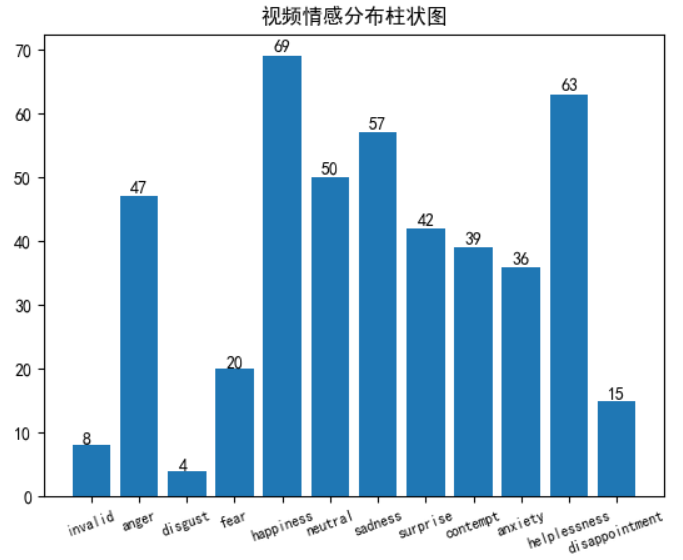 视频情感分布柱状图
70
60
50
40
30
20
10
0
8
47
4
20
69
50
57
42
39
36
63
15
invalid
anger
disgust
fear
happiness
neutral
sadness
surprise
contempt
anxiety
helplessness
disappointment